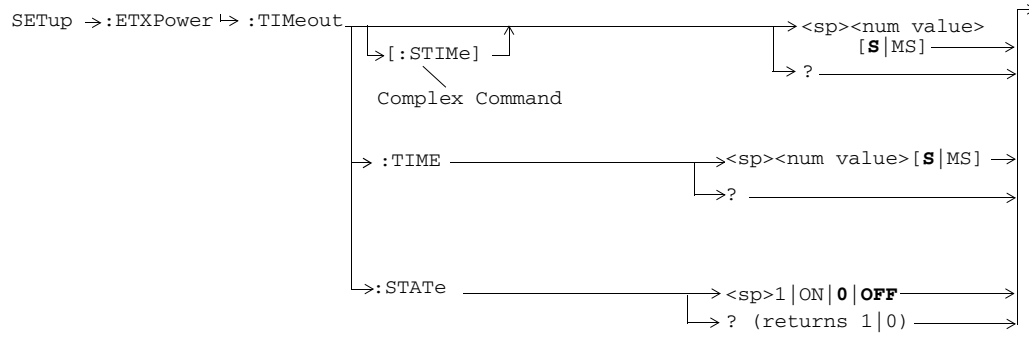 SETup :ETXPower :TIMeout <sp><num value>
[:STIMe] [S|MS]
?
Complex Command
:TIME <sp><num value>[S|MS]
?
:STATe <sp>1|ON|0|OFF
? (returns 1|0)